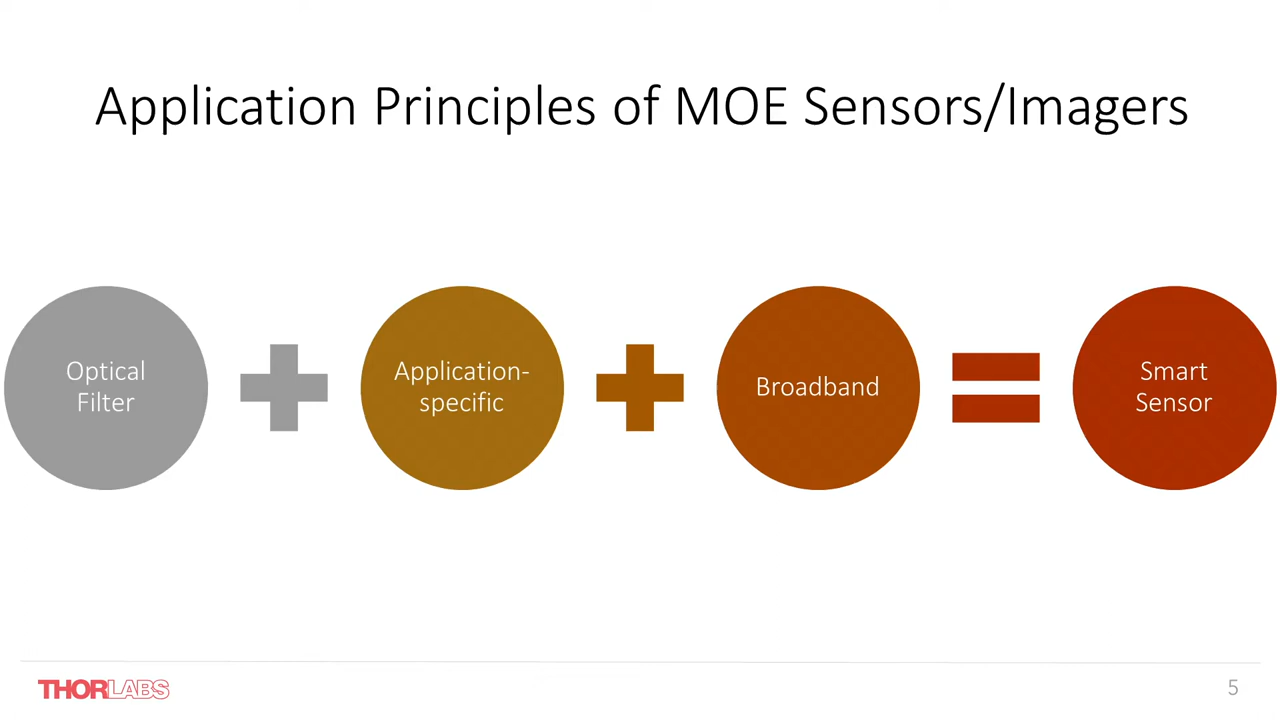 Application Principles of MOE Sensors/Imagers
Optical
Filter
Application-
specific
Broadband
Smart
Sensor
THORLABS
5